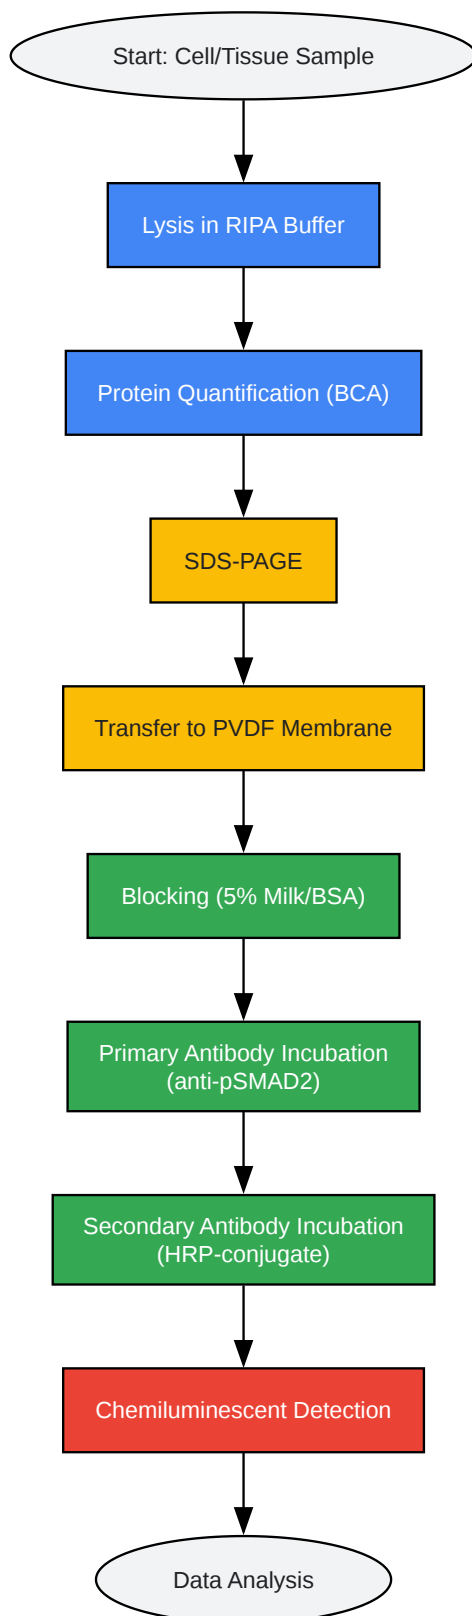 Start: Cell/Tissue Sample
Lysis in RIPA Buffer
Protein Quantification (BCA)
SDS-PAGE
Transfer to PVDF Membrane
Blocking (5% Milk/BSA)
Primary Antibody Incubation
(anti-pSMAD2)
Secondary Antibody Incubation
(HRP-conjugate)
Chemiluminescent Detection
Data Analysis